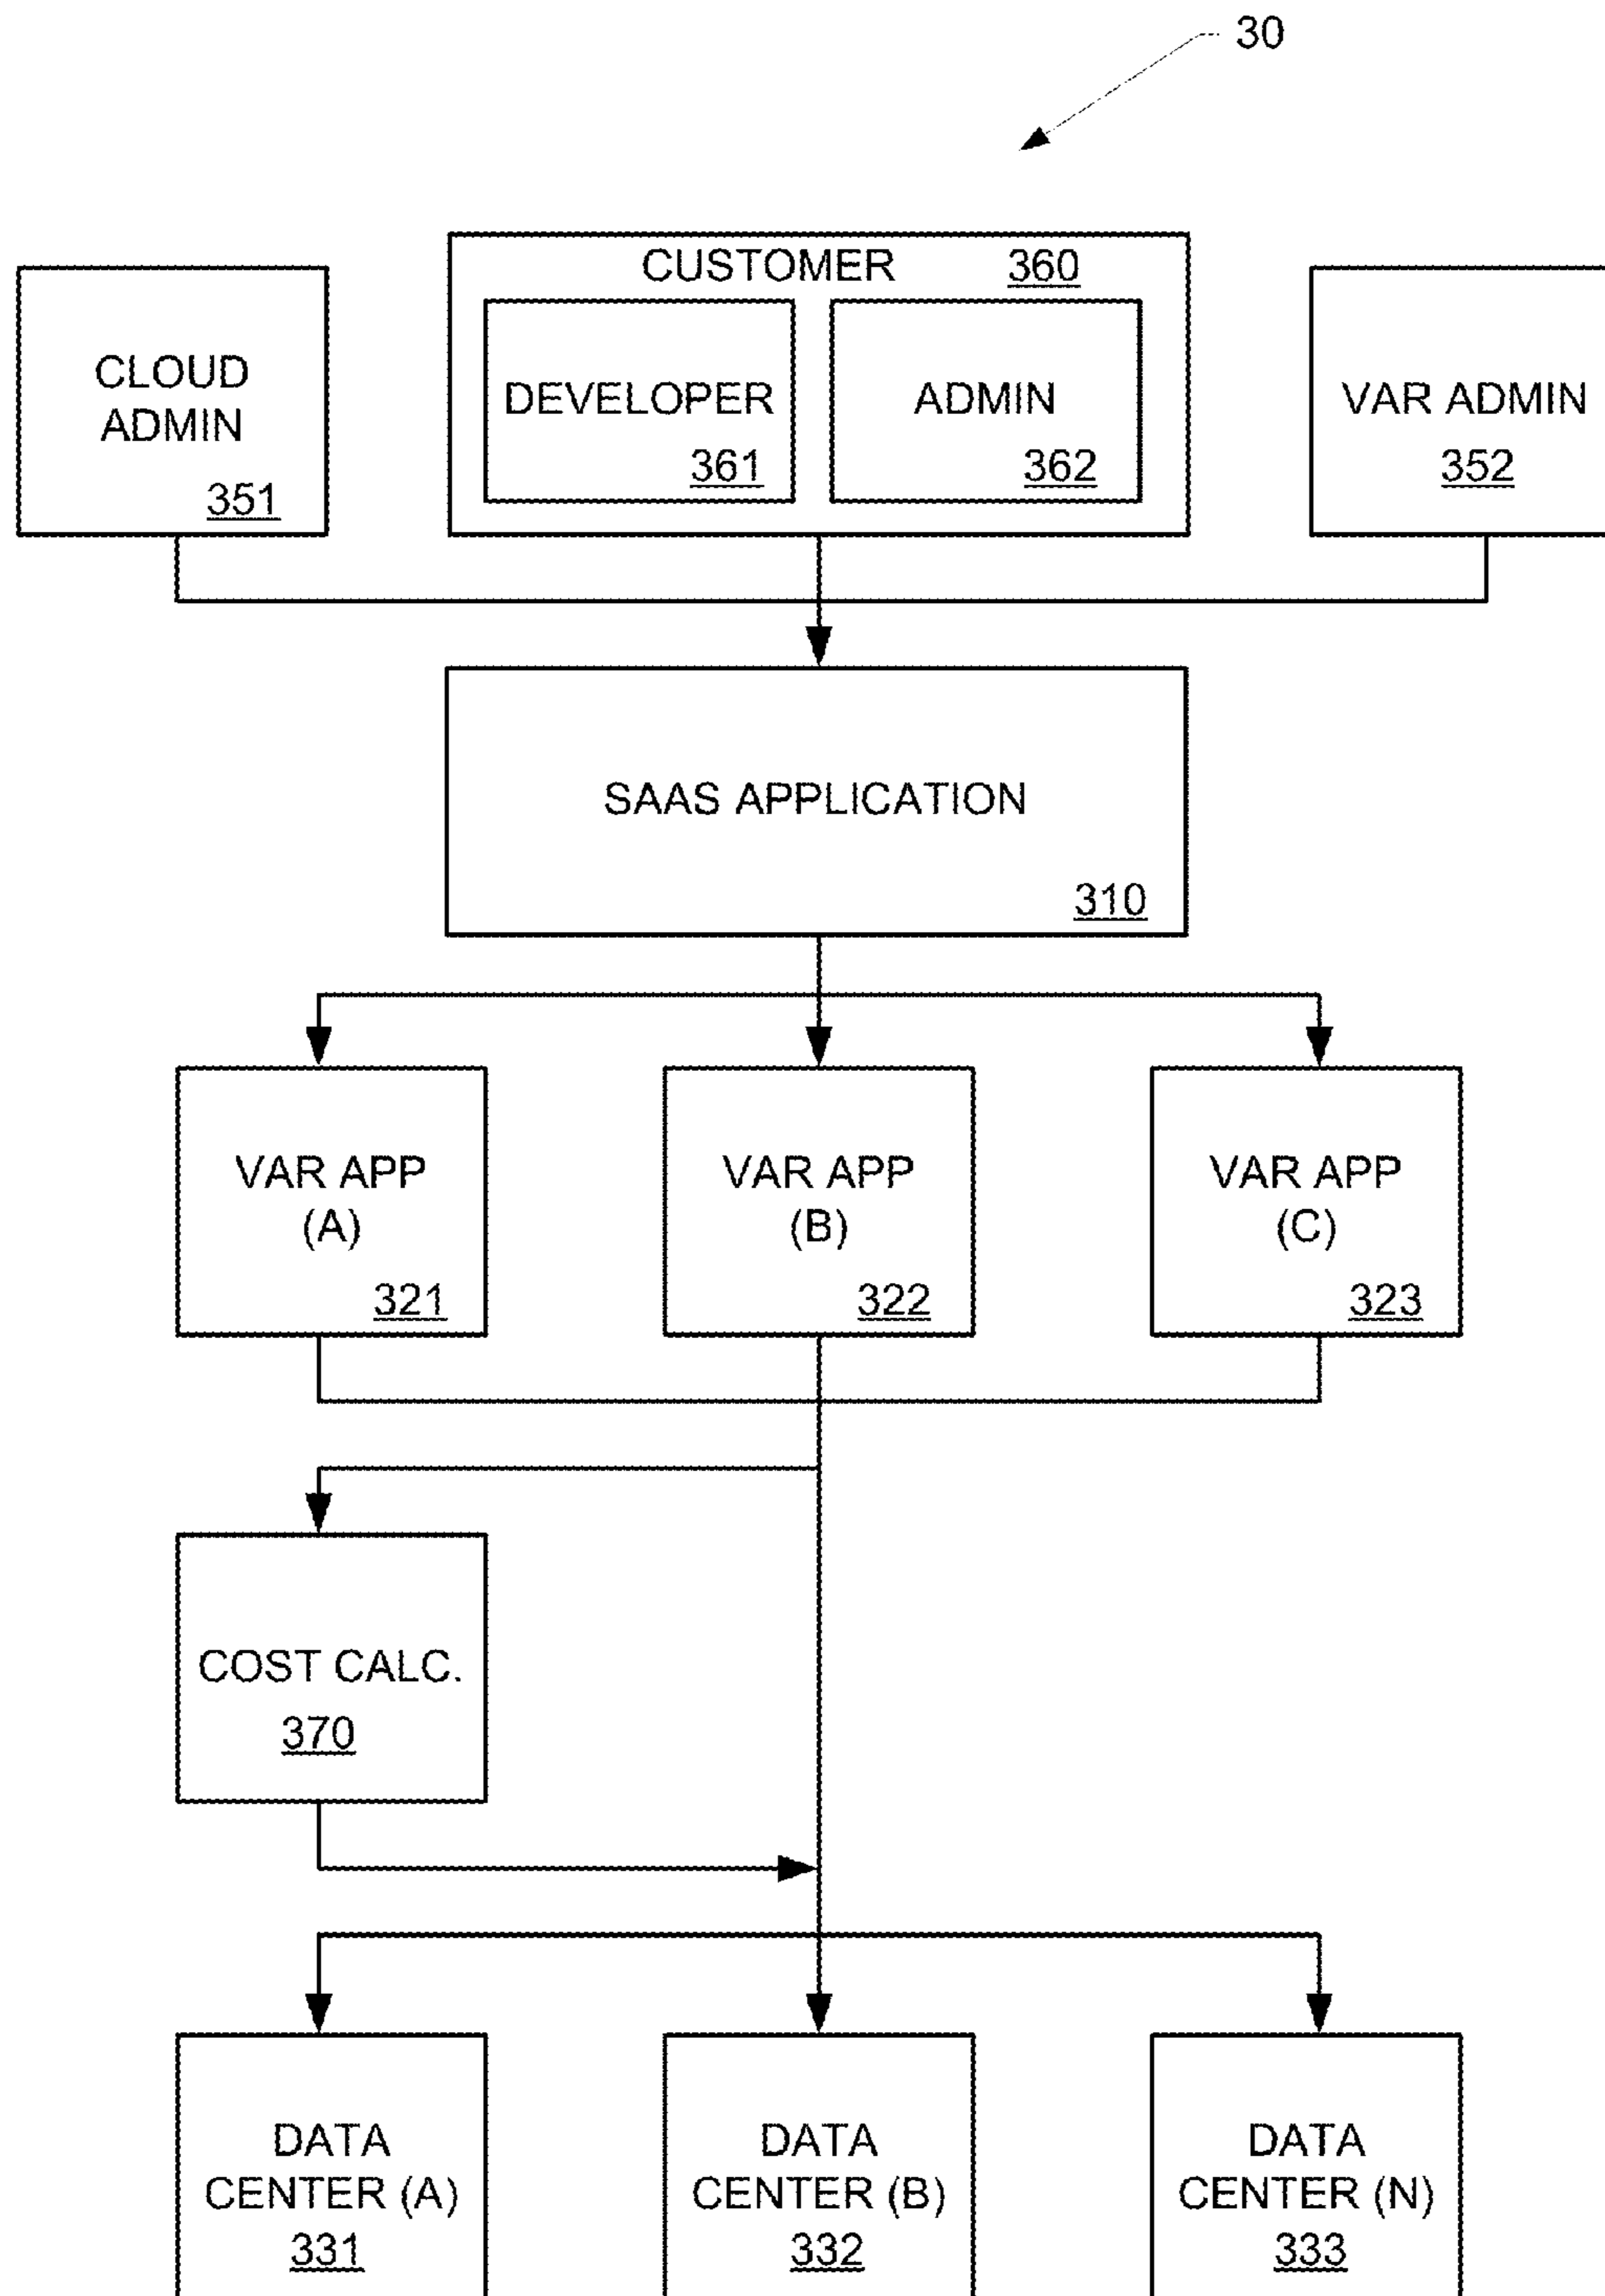 30
CUSTOMER 360
CLOUD
ADMIN
351
DEVELOPER
361
ADMIN
362
VAR ADMIN
352
SAAS APPLICATION
310
VAR APP
(A)
321
VAR APP
(B)
322
VAR APP
(C)
323
COST CALC.
370
DATA
CENTER (A)
331
DATA
CENTER (B)
332
DATA
CENTER (N)
333